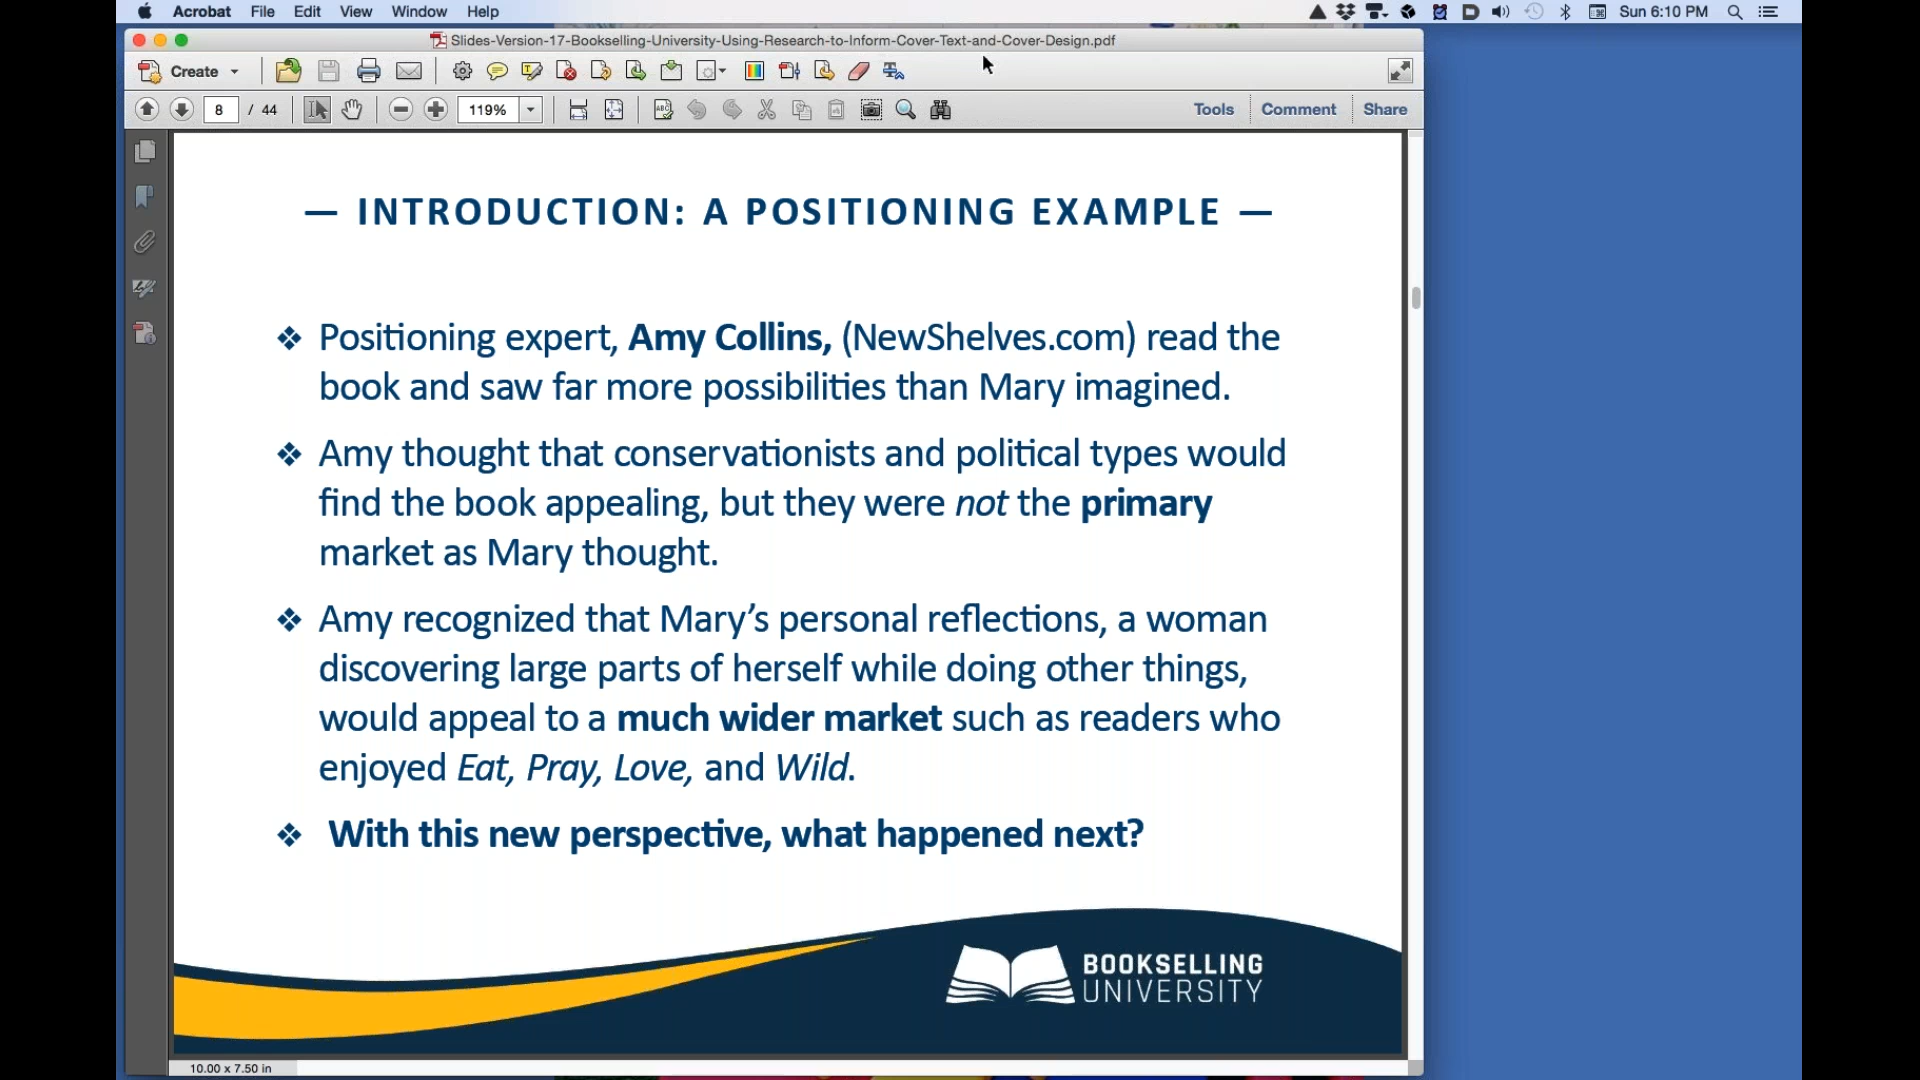 Acrobat File Edit View Window Help
Sun 6:10 PM
Slides-Version-17-Bookselling-University-Using-Research-to-Inform-Cover-Text-and-Cover-Design.pdf
Create
8 / 44
119%
Tools Comment Share
— INTRODUCTION: A POSITIONING EXAMPLE —
❖ Positioning expert, Amy Collins, (NewShelves.com) read the
book and saw far more possibilities than Mary imagined.
❖ Amy thought that conservationists and political types would
find the book appealing, but they were not the primary
market as Mary thought.
❖ Amy recognized that Mary’s personal reflections, a woman
discovering large parts of herself while doing other things,
would appeal to a much wider market such as readers who
enjoyed Eat, Pray, Love, and Wild.
❖ With this new perspective, what happened next?
BOOKSELLING
UNIVERSITY
10.00 x 7.50 in